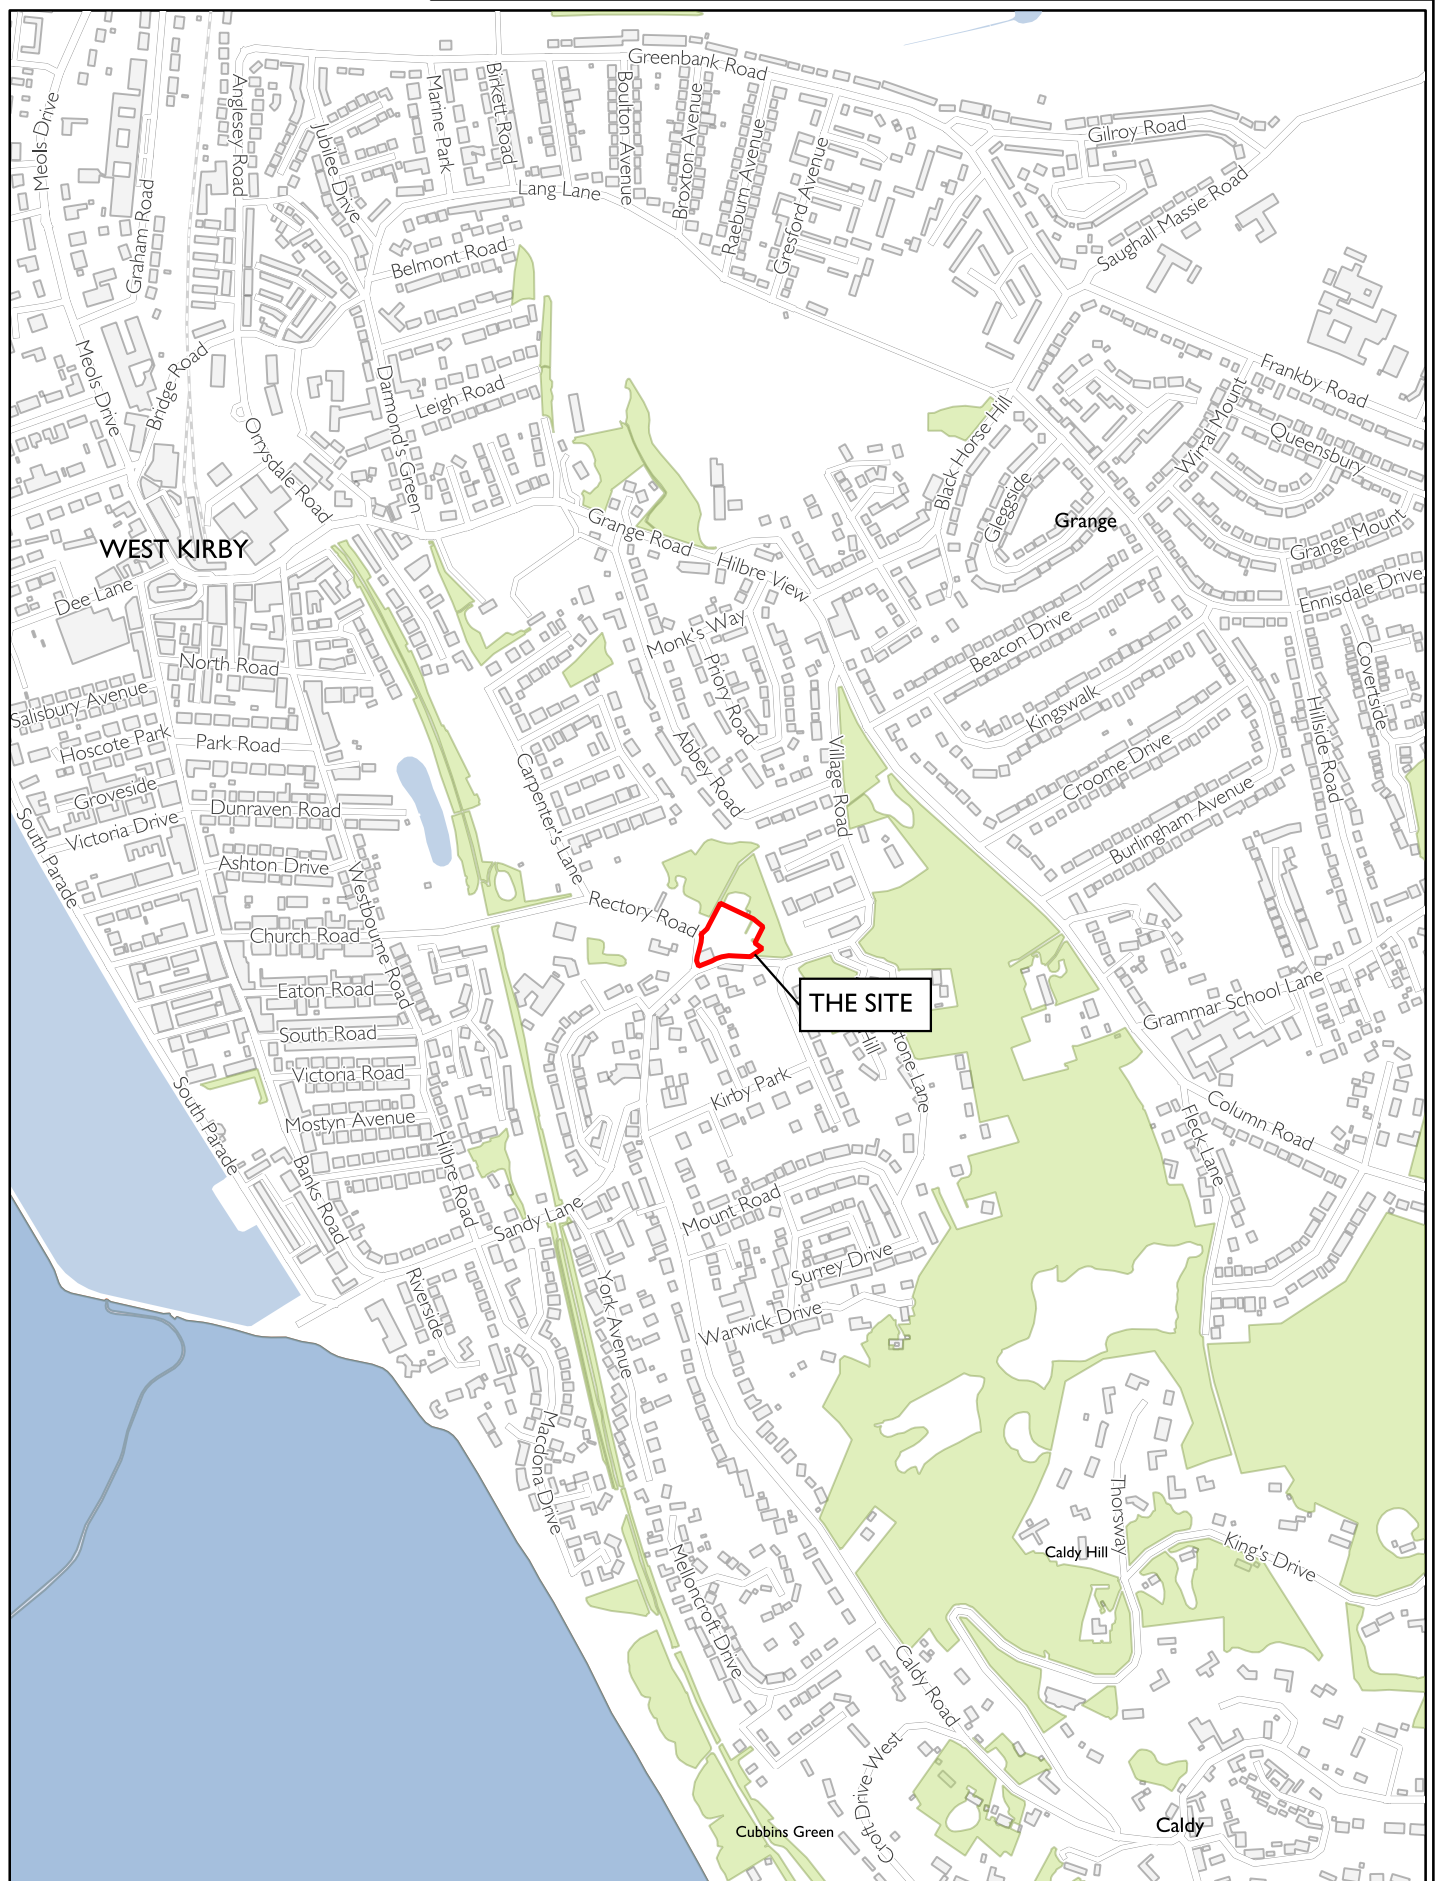 Greenbank Road
Meols Drive
Anglesey Road
Jubilee Drive
Marine Park
Birkett Road
Boulton Avenue
Broxton Avenue
Raeburn Avenue
Gresford Avenue
Gilroy Road
Saughall Massie Road
Graham Road
Lang Lane
Belmont Road
Meols Drive
Bridge Road
Darmond's Green
Leigh Road
Orrysdale Road
Frankby Road
Wirral Mount
Queensbury
Black Horse Hill
Gleggside
Grange
Grange Mount
Grange Road
Hilbre View
WEST KIRBY
Dee Lane
Ennisdale Drive
Monk's Way
Priory Road
Beacon Drive
Kingswalk
Covertside
Hillside Road
North Road
Salisbury Avenue
Hoscote Park
Park Road
Abbey Road
Village Road
Croome Drive
Carpenter's Lane
Groveside
Dunraven Road
Victoria Drive
Burlingham Avenue
South Parade
Ashton Drive
Westbourne Road
Rectory Road
Church Road
Eaton Road
THE SITE
Grammar School Lane
South Road
Hill
Stone Lane
Victoria Road
Kirby Park
South Parade
Mostyn Avenue
Hilbre Road
Fleck Lane
Column Road
Banks Road
Mount Road
Sandy Lane
Surrey Drive
Riverside
York Avenue
Warwick Drive
Macdona Drive
Thorsway
Caldy Hill
King's Drive
Melloncroft Drive
Caldy Road
Croft Drive West
Cubbins Green
Caldy